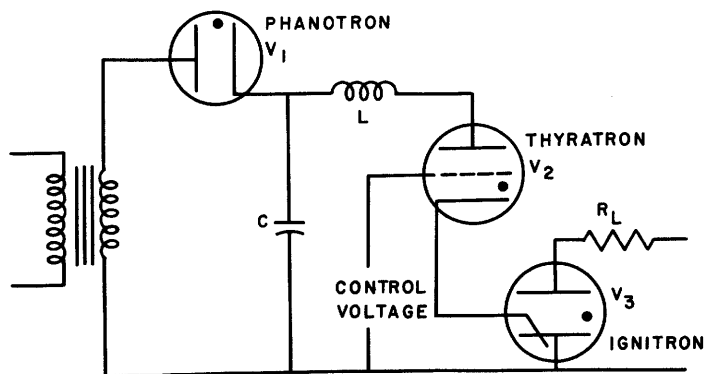 PHANOTRON
V1
L
THYRATRON
V2
C
RL
CONTROL
VOLTAGE
V3
IGNITRON